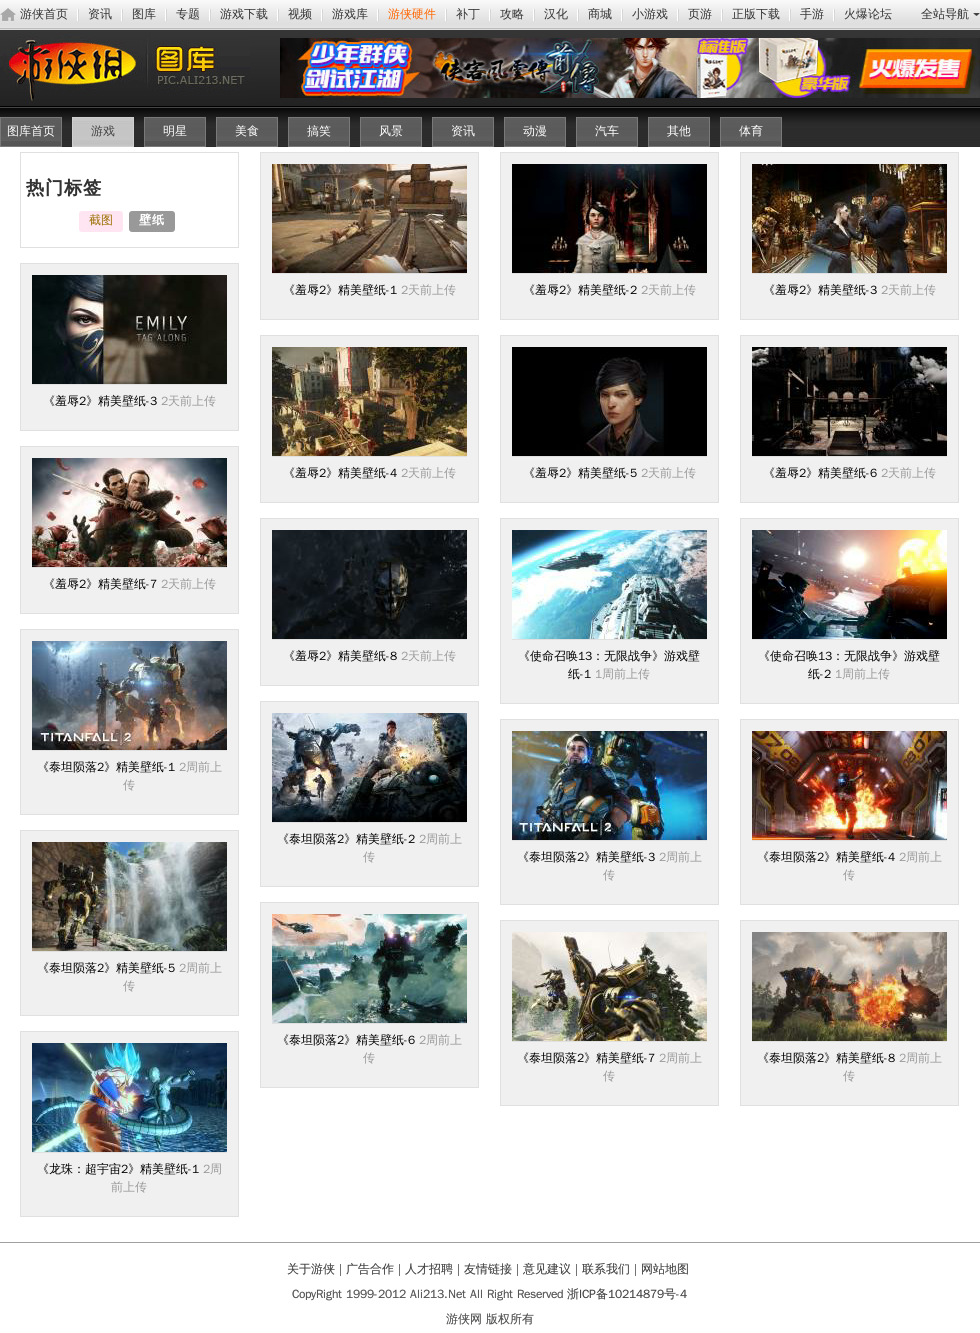 游侠首页 资讯 图库 专题 游戏下载 视频 游戏库 游侠硬件 补丁 攻略 汉化 商城 小游戏 页游 正版下载 手游 火爆论坛 全站导航
游侠网 图库
PIC.ALI213.NET
少年群侠
剑试江湖
侠客风云传 前传
标准版
豪华版
火爆发售
图库首页 游戏 明星 美食 搞笑 风景 资讯 动漫 汽车 其他 体育
热门标签
截图 壁纸
EMILY
TAG ALONG
《羞辱2》精美壁纸-3 2天前上传
《羞辱2》精美壁纸-7 2天前上传
TITANFALL 2
《泰坦陨落2》精美壁纸-1 2周前上
传
《泰坦陨落2》精美壁纸-5 2周前上
传
《龙珠：超宇宙2》精美壁纸-1 2周
前上传
《羞辱2》精美壁纸-1 2天前上传
《羞辱2》精美壁纸-4 2天前上传
《羞辱2》精美壁纸-8 2天前上传
《泰坦陨落2》精美壁纸-2 2周前上
传
《泰坦陨落2》精美壁纸-6 2周前上
传
《羞辱2》精美壁纸-2 2天前上传
《羞辱2》精美壁纸-5 2天前上传
《使命召唤13：无限战争》游戏壁
纸-1 1周前上传
TITANFALL 2
《泰坦陨落2》精美壁纸-3 2周前上
传
《泰坦陨落2》精美壁纸-7 2周前上
传
《羞辱2》精美壁纸-3 2天前上传
《羞辱2》精美壁纸-6 2天前上传
《使命召唤13：无限战争》游戏壁
纸-2 1周前上传
《泰坦陨落2》精美壁纸-4 2周前上
传
《泰坦陨落2》精美壁纸-8 2周前上
传
关于游侠 | 广告合作 | 人才招聘 | 友情链接 | 意见建议 | 联系我们 | 网站地图
CopyRight 1999-2012 Ali213.Net All Right Reserved 浙ICP备10214879号-4
游侠网 版权所有